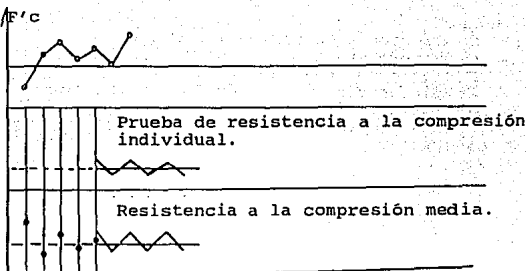 F'c
Prueba de resistencia a la compresión
individual.
Resistencia a la compresión media.